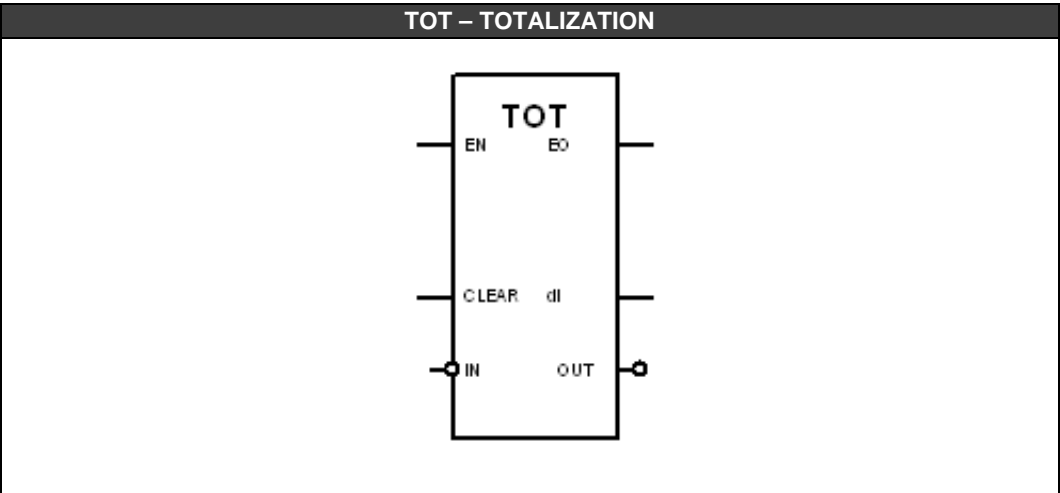 TOT – TOTALIZATION
TOT
EN EO
CLEAR dI
IN OUT